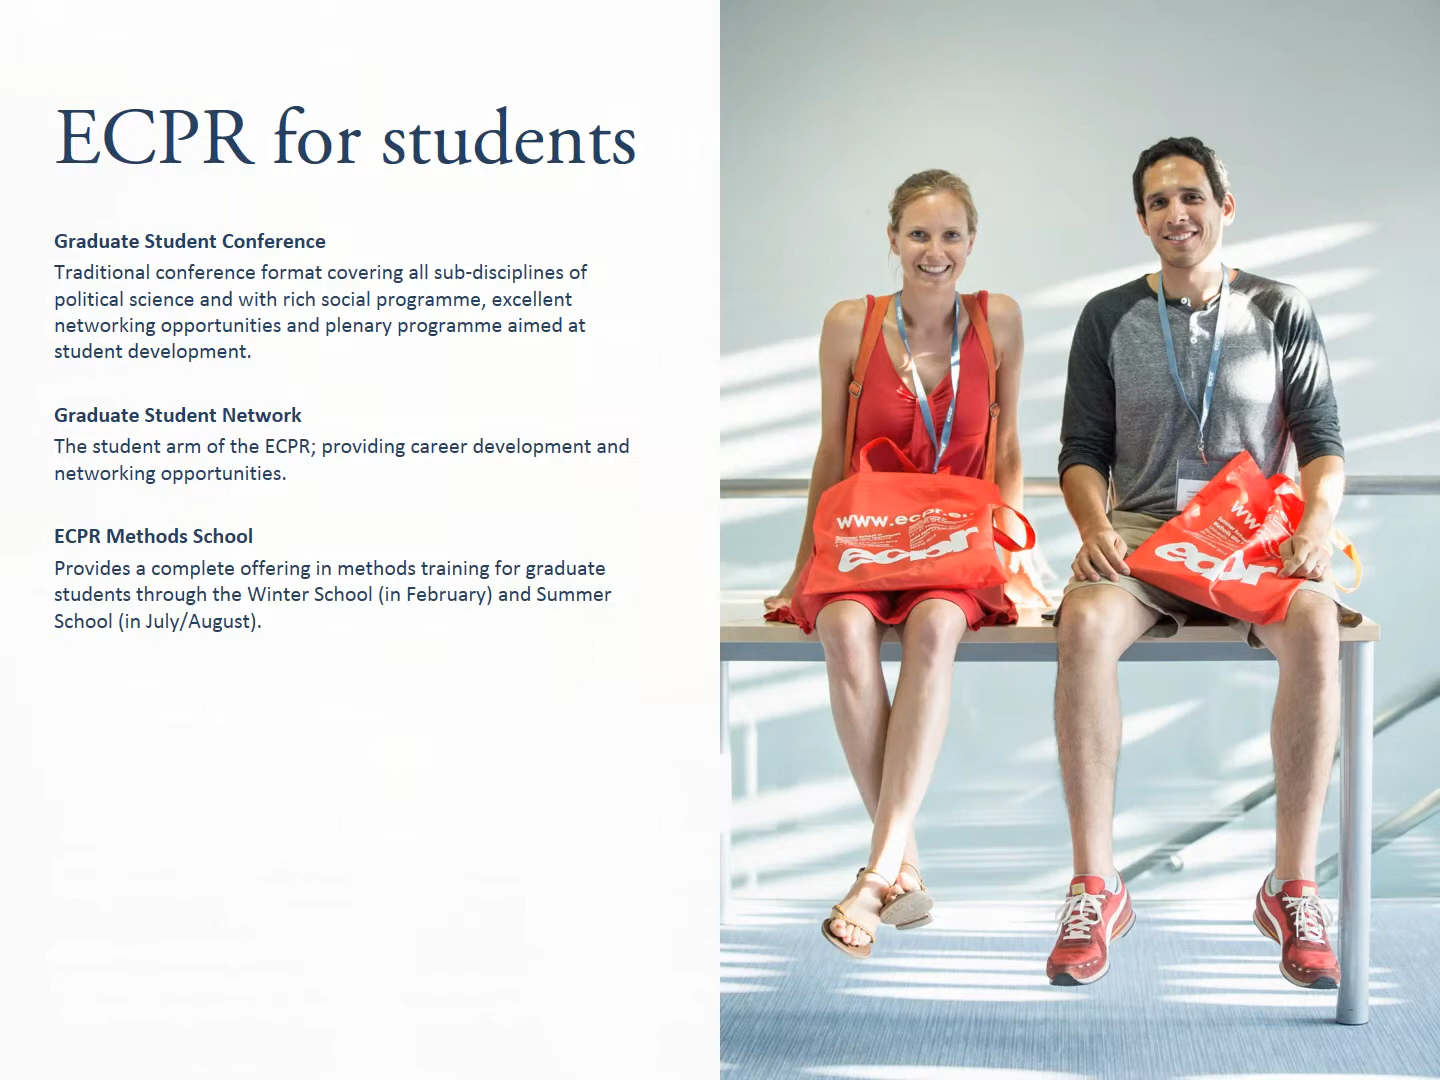 ECPR for students
Graduate Student Conference
Traditional conference format covering all sub-disciplines of
political science and with rich social programme, excellent
networking opportunities and plenary programme aimed at
student development.
Graduate Student Network
The student arm of the ECPR; providing career development and
networking opportunities.
ECPR Methods School
Provides a complete offering in methods training for graduate
students through the Winter School (in February) and Summer
School (in July/August).
www.ecpr.e
ecpr
ww
ecpr